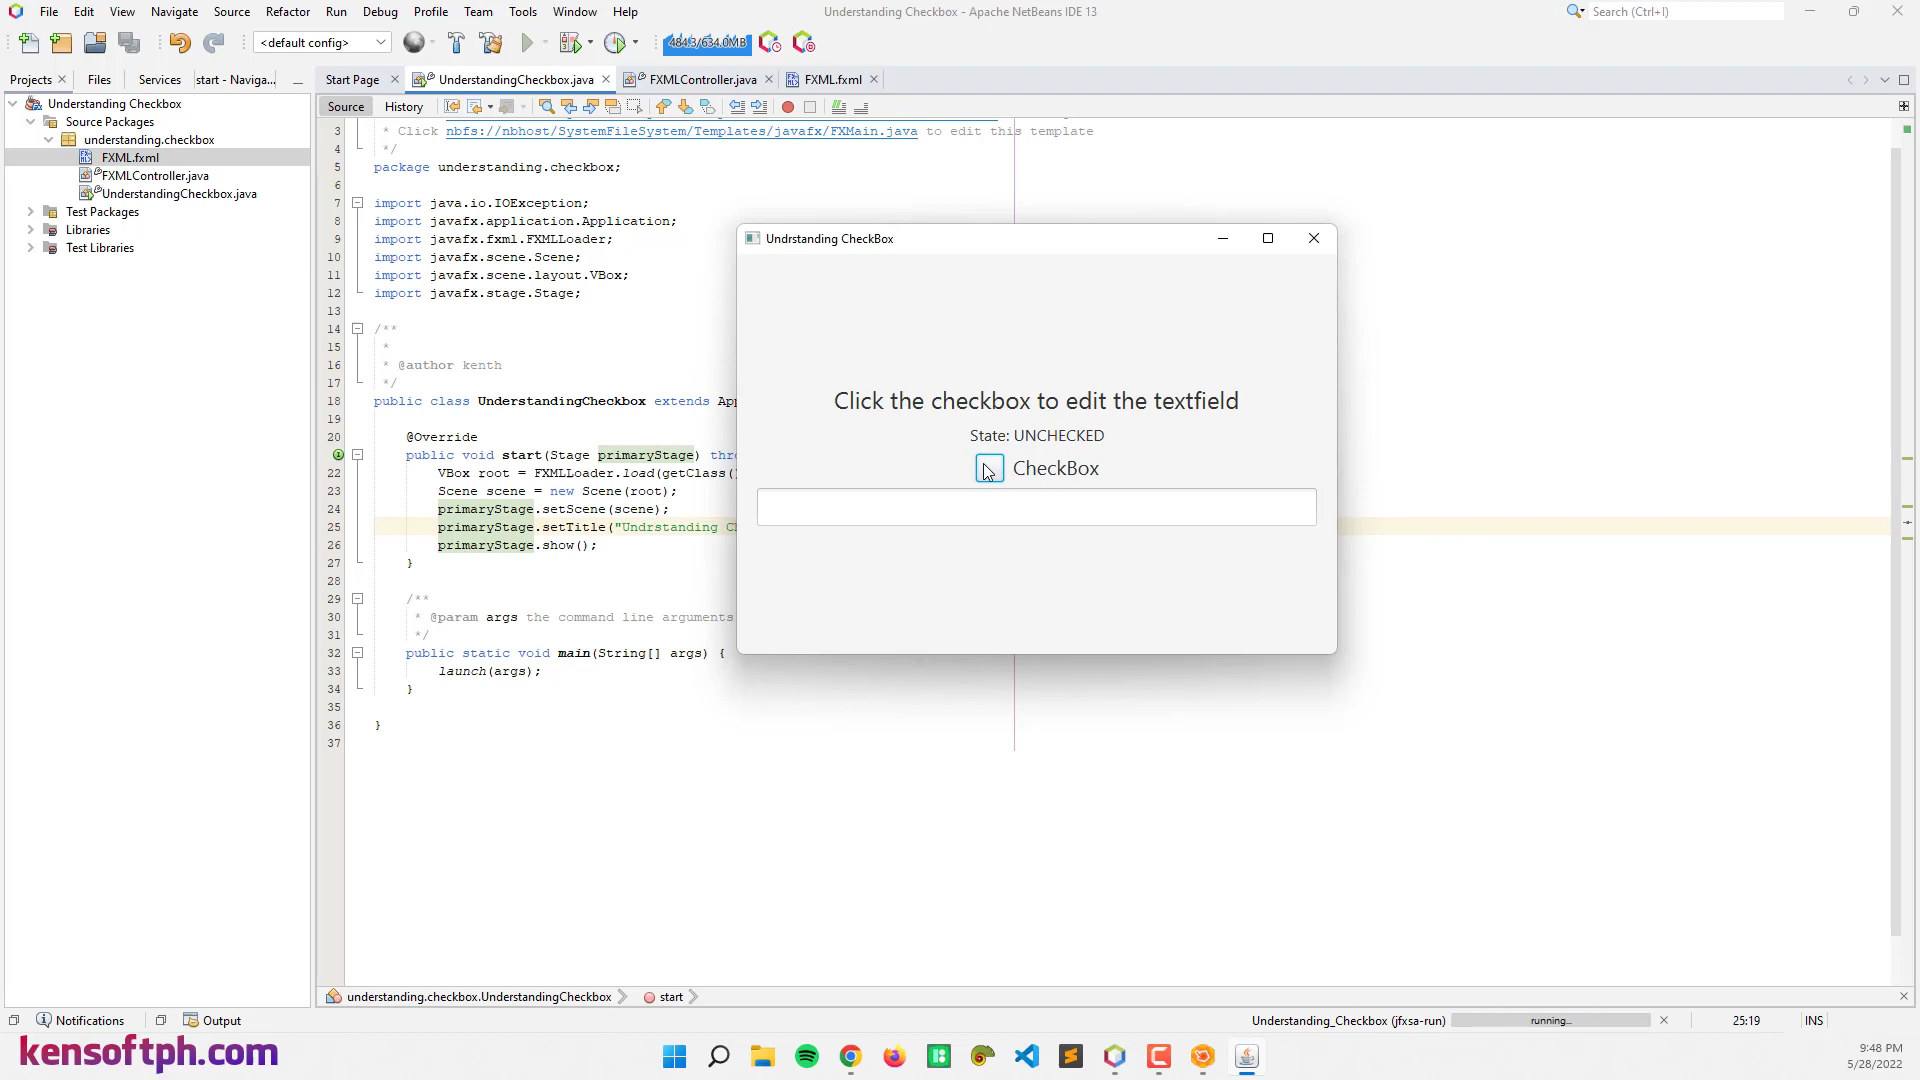 File Edit View Navigate Source Refactor Run Debug Profile Team Tools Window Help
Understanding Checkbox - Apache NetBeans IDE 13
Search (Ctrl+I)
<default config>
484.3/634.0MB
Projects Files Services start - Naviga...
Start Page UnderstandingCheckbox.java FXMLController.java FXML.fxml
Source History
Understanding Checkbox
Source Packages
understanding.checkbox
FXML.fxml
FXMLController.java
UnderstandingCheckbox.java
Test Packages
Libraries
Test Libraries
3 * Click nbfs://nbhost/SystemFileSystem/Templates/javafx/FXMain.java to edit this template
4 */
5 package understanding.checkbox;
6
7 import java.io.IOException;
8 import javafx.application.Application;
9 import javafx.fxml.FXMLLoader;
10 import javafx.scene.Scene;
11 import javafx.scene.layout.VBox;
12 import javafx.stage.Stage;
13
14 /**
15 *
16 * @author kenth
17 */
18 public class UnderstandingCheckbox extends App
19
20 @Override
public void start(Stage primaryStage) thro
22 VBox root = FXMLLoader.load(getClass()
23 Scene scene = new Scene(root);
24 primaryStage.setScene(scene);
25 primaryStage.setTitle("Undrstanding Ch
26 primaryStage.show();
27 }
28
29 /**
30 * @param args the command line arguments
31 */
32 public static void main(String[] args) {
33 launch(args);
34 }
35
36 }
37
Undrstanding CheckBox
Click the checkbox to edit the textfield
State: UNCHECKED
CheckBox
understanding.checkbox.UnderstandingCheckbox start
Notifications Output
Understanding_Checkbox (jfxsa-run) running... 25:19 INS
kensoftph.com
9:48 PM
5/28/2022